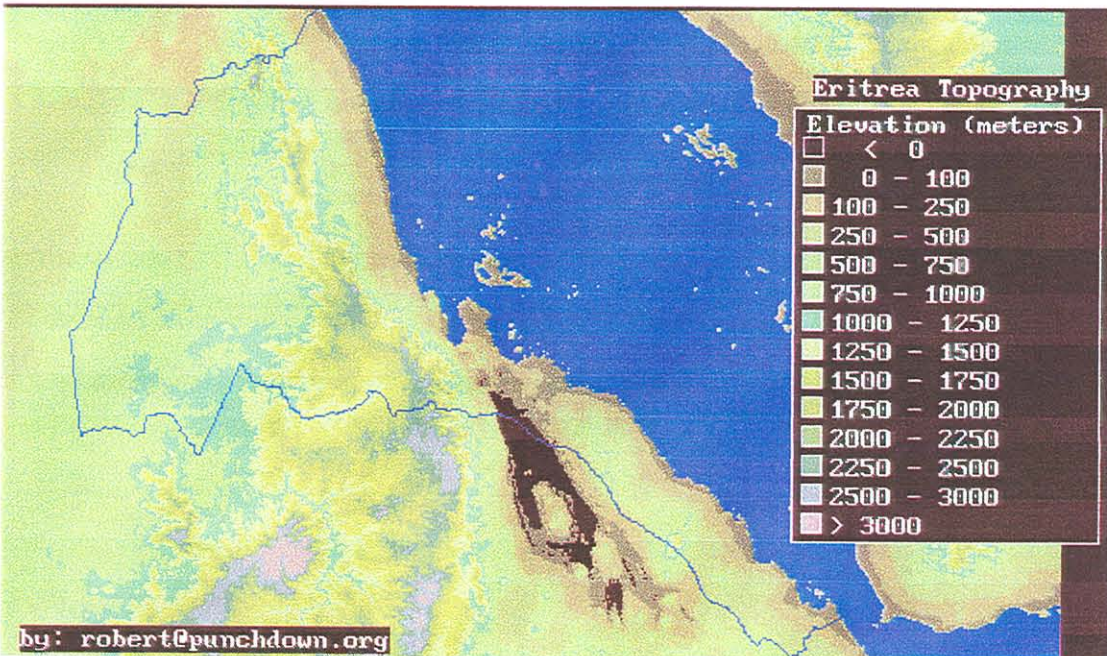 Eritrea Topography
Elevation (meters)
< 0
0 - 100
100 - 250
250 - 500
500 - 750
750 - 1000
1000 - 1250
1250 - 1500
1500 - 1750
1750 - 2000
2000 - 2250
2250 - 2500
2500 - 3000
> 3000
by: robert@punchdown.org